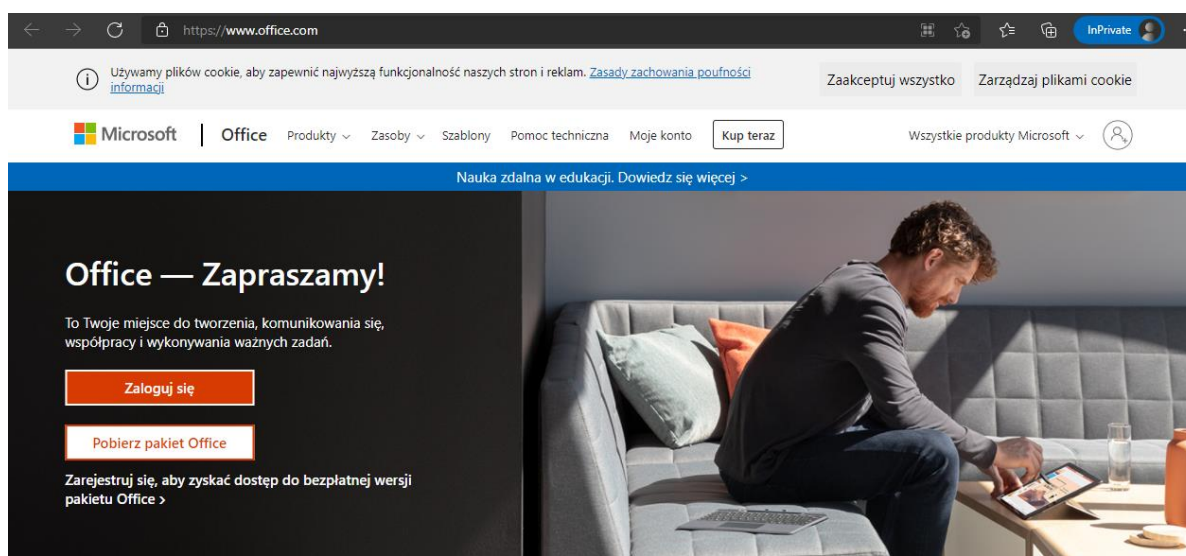 https://www.office.com
InPrivate
Używamy plików cookie, aby zapewnić najwyższą funkcjonalność naszych stron i reklam. Zasady zachowania poufności
informacji
Zaakceptuj wszystko
Zarządzaj plikami cookie
Microsoft
Office
Produkty
Zasoby
Szablony
Pomoc techniczna
Moje konto
Kup teraz
Wszystkie produkty Microsoft
Nauka zdalna w edukacji. Dowiedz się więcej >
Office — Zapraszamy!
To Twoje miejsce do tworzenia, komunikowania się,
współpracy i wykonywania ważnych zadań.
Zaloguj się
Pobierz pakiet Office
Zarejestruj się, aby zyskać dostęp do bezpłatnej wersji
pakietu Office >